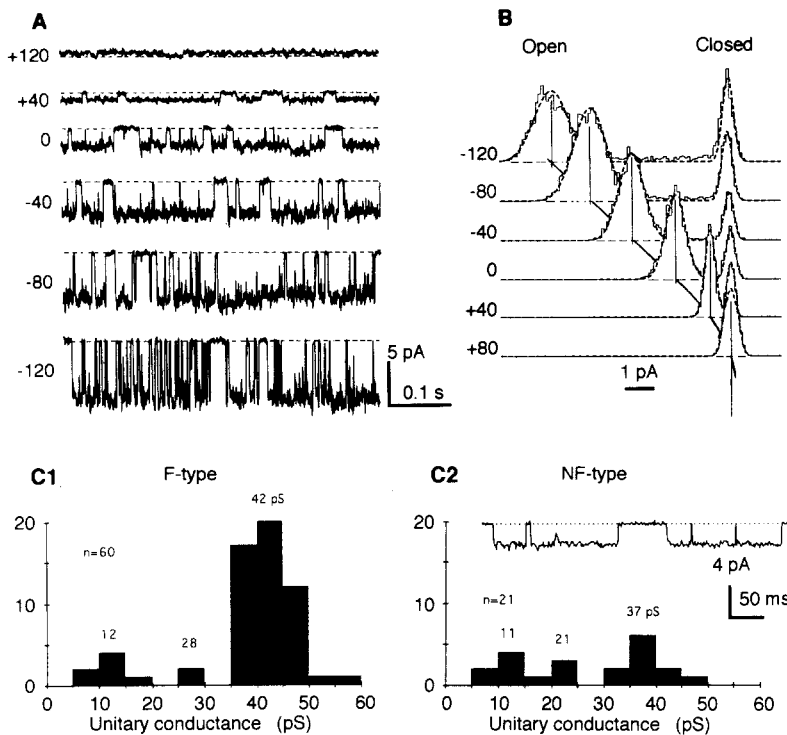 A
+120
+40
0
-40
-80
-120
5 pA
0.1 s
B
Open
Closed
-120
-80
-40
0
+40
+80
1 pA
C1
F-type
42 pS
20
n=60
10
12
28
0
0 10 20 30 40 50 60
Unitary conductance (pS)
C2
NF-type
20
4 pA
50 ms
n=21
37 pS
10
11
21
0
0 10 20 30 40 50 60
Unitary conductance (pS)